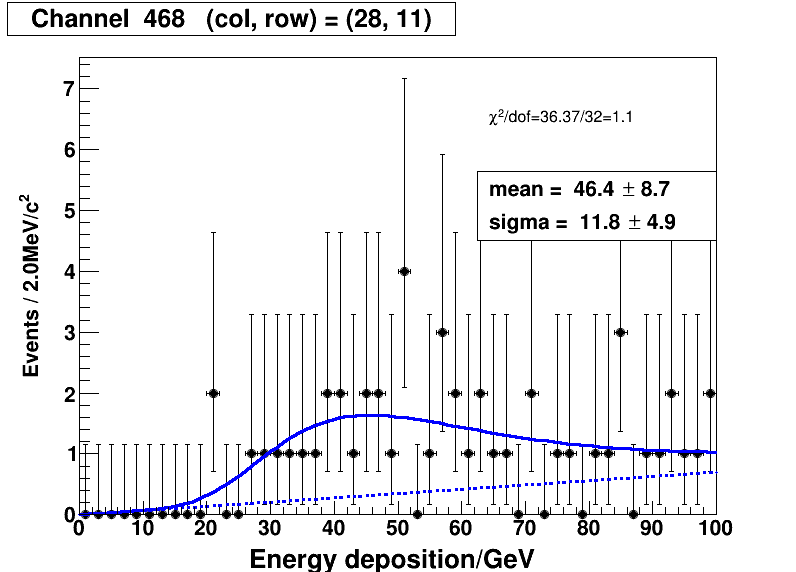 Channel 468 (col, row) = (28, 11)
χ²/dof=36.37/32=1.1
mean = 46.4 ± 8.7
sigma = 11.8 ± 4.9
Events / 2.0MeV/c²
7
6
5
4
3
2
1
0
0 10 20 30 40 50 60 70 80 90 100
Energy deposition/GeV